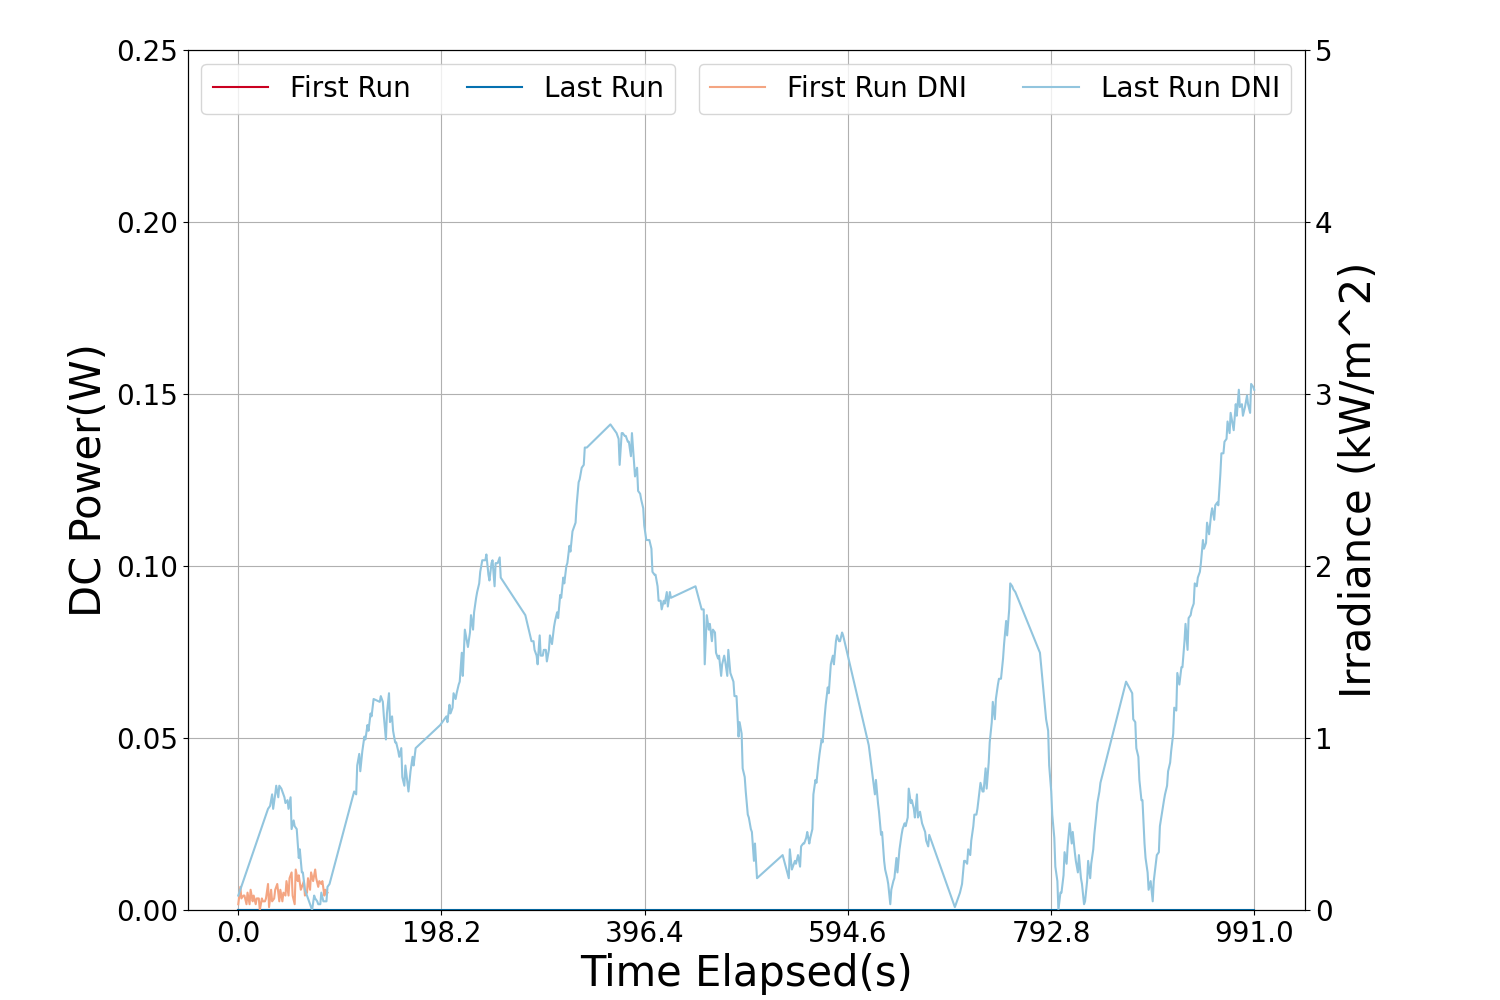 First Run
Last Run
First Run DNI
Last Run DNI
0.25
0.20
0.15
0.10
0.05
0.00
DC Power(W)
5
4
3
2
1
0
Irradiance (kW/m^2)
0.0
198.2
396.4
594.6
792.8
991.0
Time Elapsed(s)